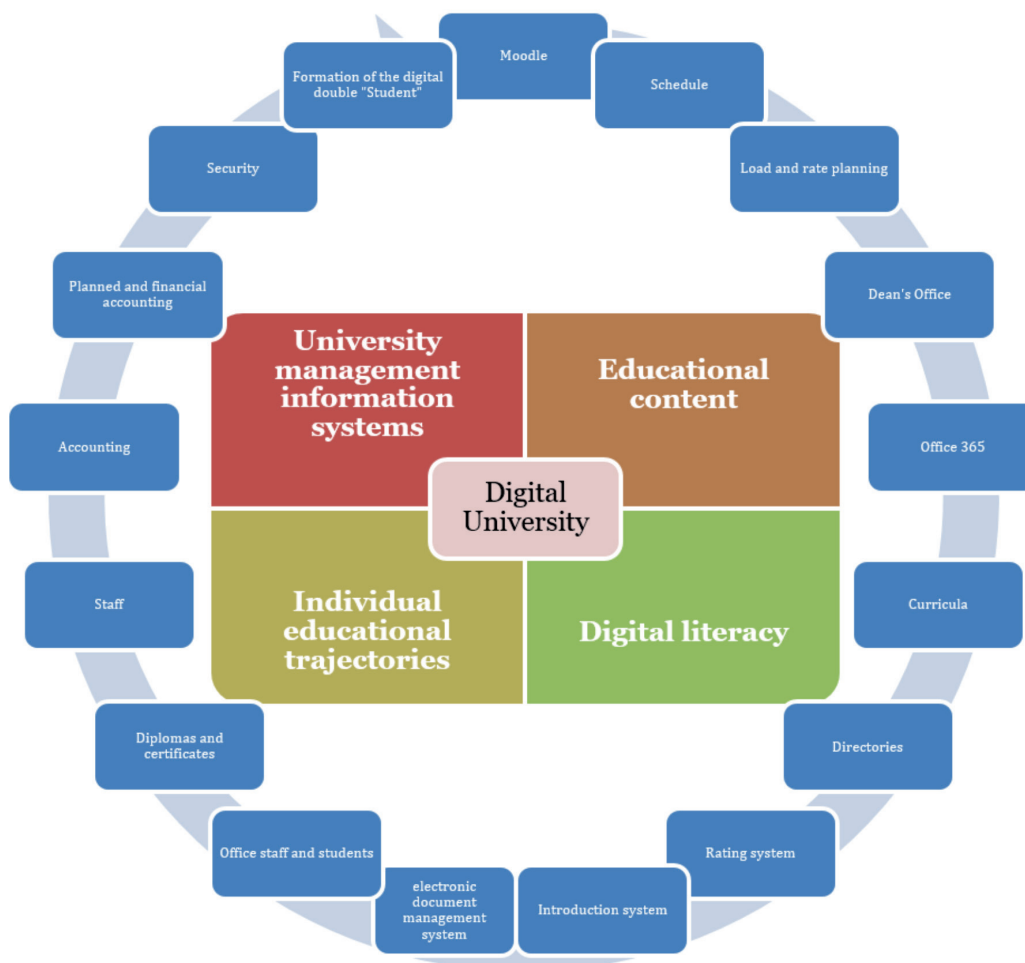 Moodle
Schedule
Load and rate planning
Dean's Office
Office 365
Curricula
Directories
Rating system
Introduction system
electronic
document
management
system
Office staff and students
Diplomas and
certificates
Staff
Accounting
Planned and financial
accounting
Security
Formation of the digital
double "Student"
University
management
information
systems
Educational
content
Digital
University
Individual
educational
trajectories
Digital literacy